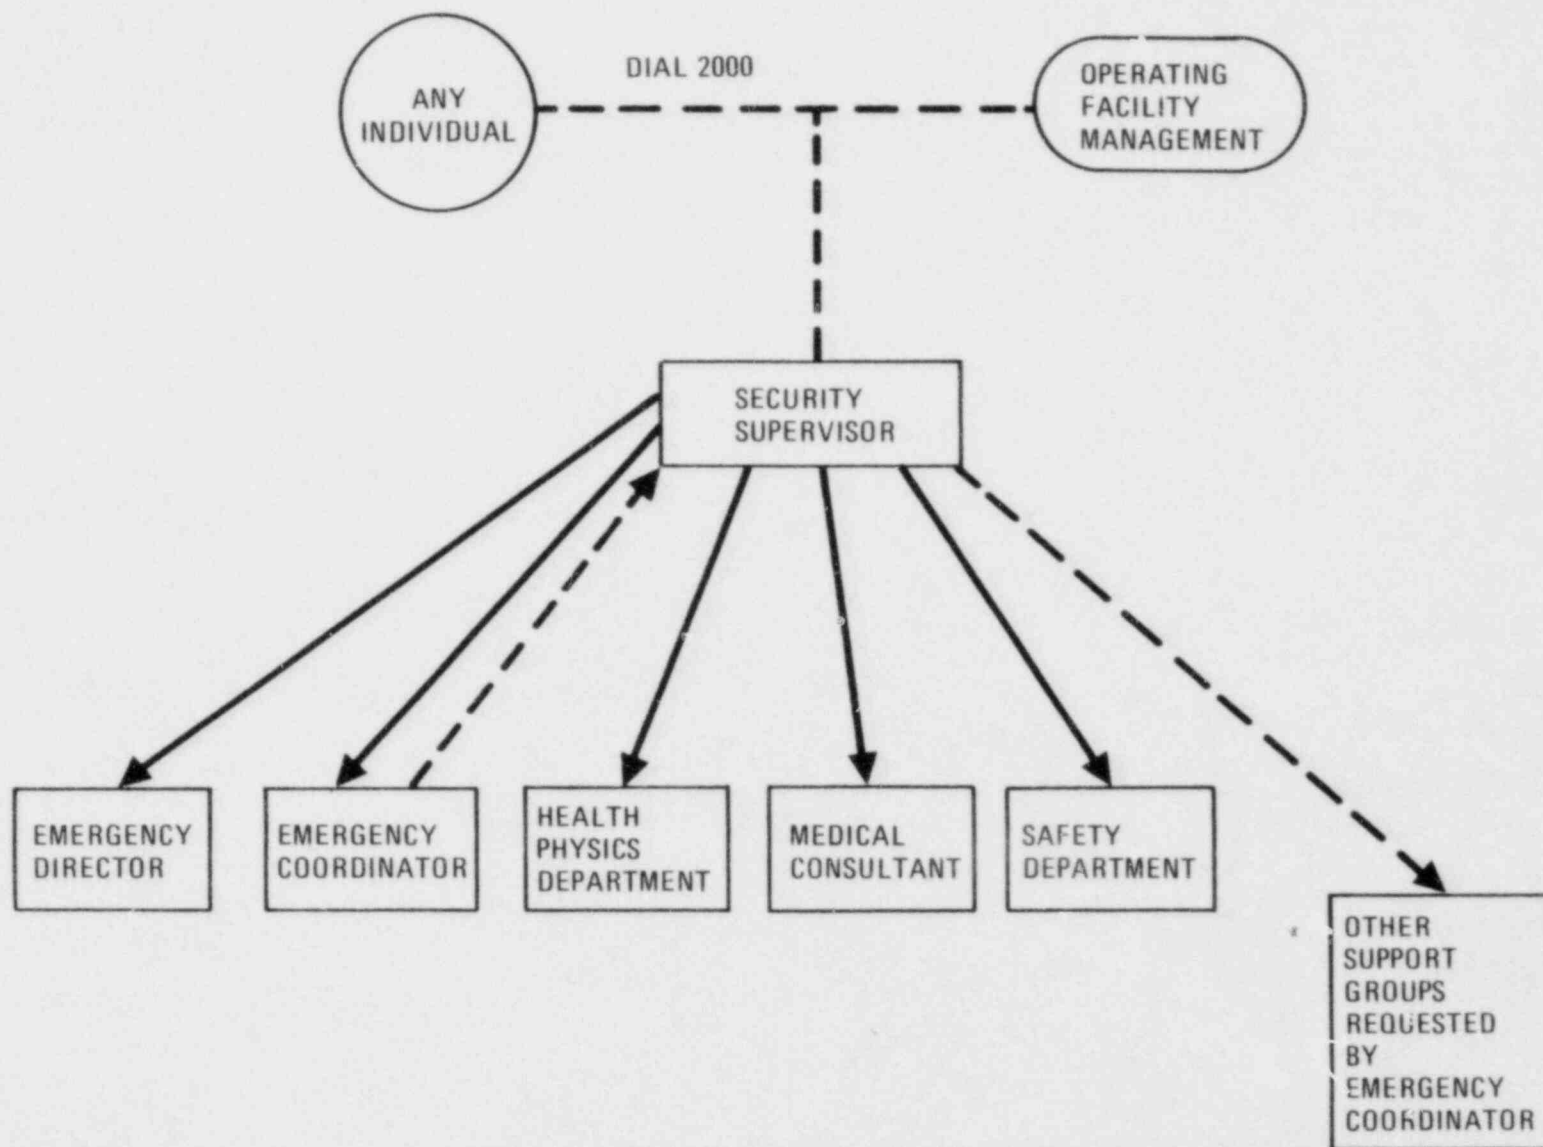 DIAL 2000
ANY
INDIVIDUAL
OPERATING
FACILITY
MANAGEMENT
SECURITY
SUPERVISOR
EMERGENCY
DIRECTOR
EMERGENCY
COORDINATOR
HEALTH
PHYSICS
DEPARTMENT
MEDICAL
CONSULTANT
SAFETY
DEPARTMENT
OTHER
SUPPORT
GROUPS
REQUESTED
BY
EMERGENCY
COORDINATOR